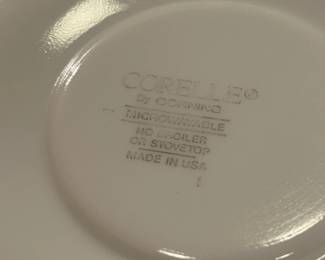 CORELLE®
BY CORNING
MICROWAVABLE
NO BROILER
OR STOVETOP
MADE IN USA